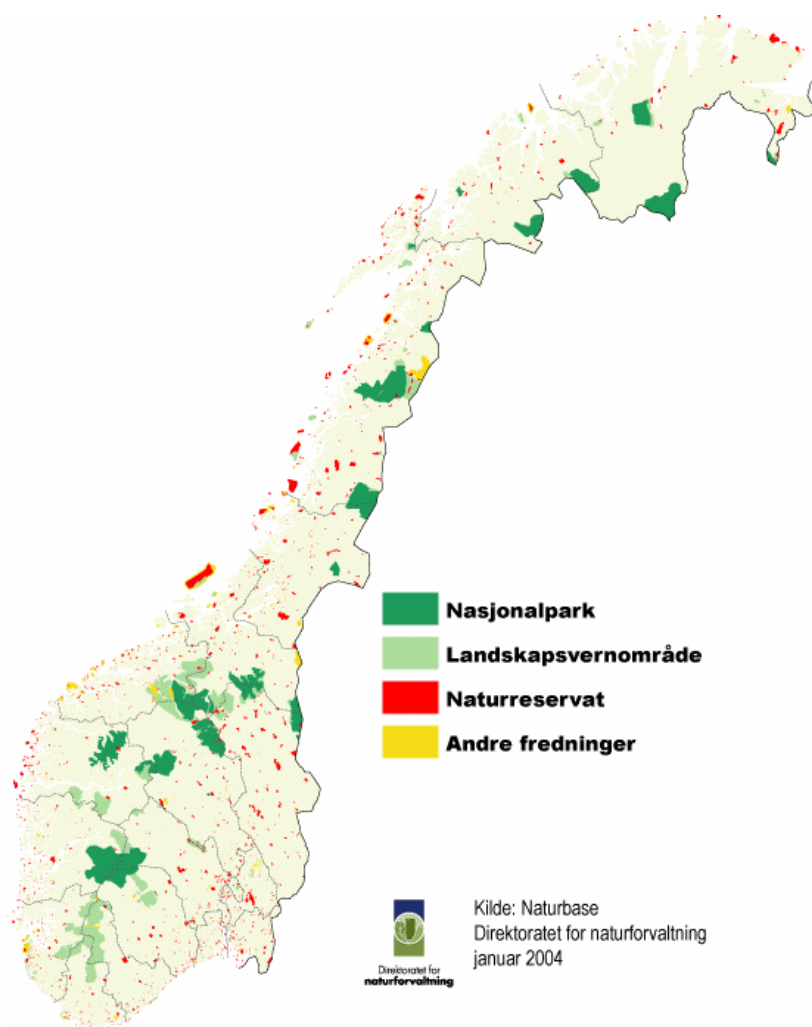 Nasjonalpark
Landskapsvernområde
Naturreservat
Andre fredninger
Kilde: Naturbase
Direktoratet for naturforvaltning
januar 2004
Direktoratet for
naturforvaltning